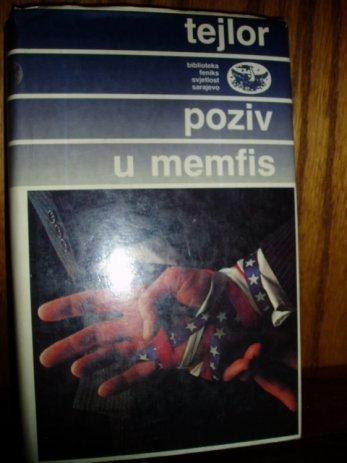 tejlor
biblioteka
feniks
svjetlost
sarajevo
poziv
u memfis